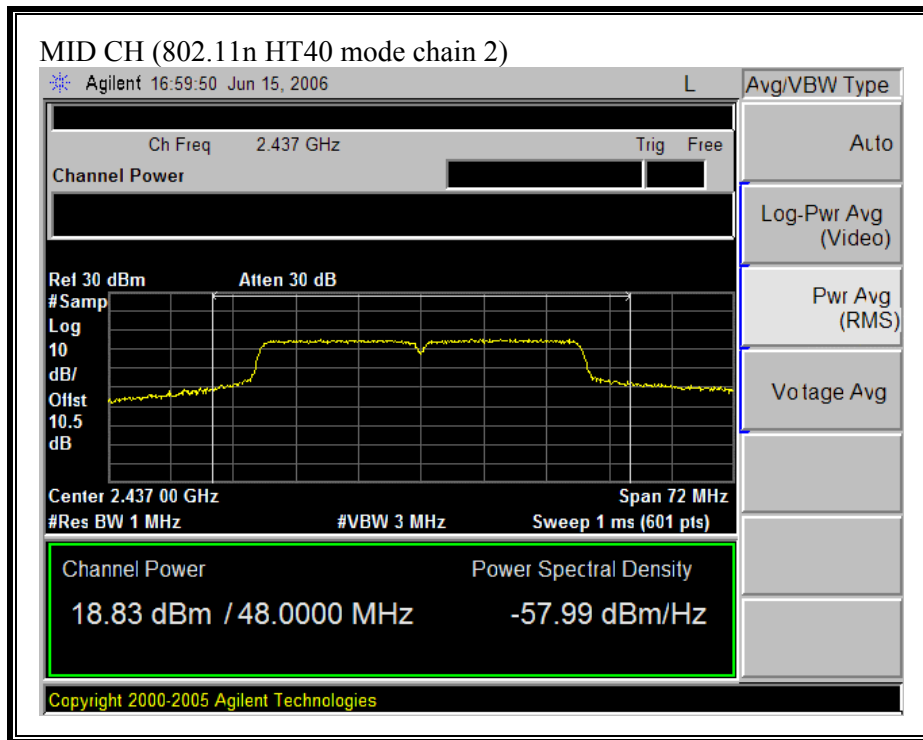 MID CH (802.11n HT40 mode chain 2)
Agilent 16:59:50 Jun 15, 2006 L
Avg/VBW Type
Ch Freq 2.437 GHz Trig Free
Channel Power
Auto
Log-Pwr Avg
(Video)
Pwr Avg
(RMS)
Votage Avg
Ref 30 dBm Atten 30 dB
#Samp
Log
10
dB/
Offst
10.5
dB
Center 2.437 00 GHz Span 72 MHz
#Res BW 1 MHz #VBW 3 MHz Sweep 1 ms (601 pts)
Channel Power Power Spectral Density
18.83 dBm / 48.0000 MHz -57.99 dBm/Hz
Copyright 2000-2005 Agilent Technologies